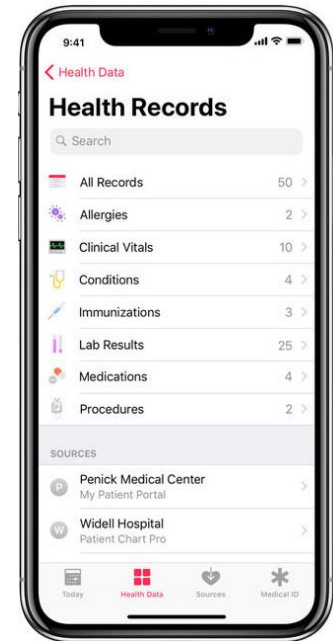 9:41
Health Data
Health Records
Search
All Records 50
Allergies 2
Clinical Vitals 10
Conditions 4
Immunizations 3
Lab Results 25
Medications 4
Procedures 2
SOURCES
P Penick Medical Center
My Patient Portal
W Widell Hospital
Patient Chart Pro
Today Health Data Sources Medical ID